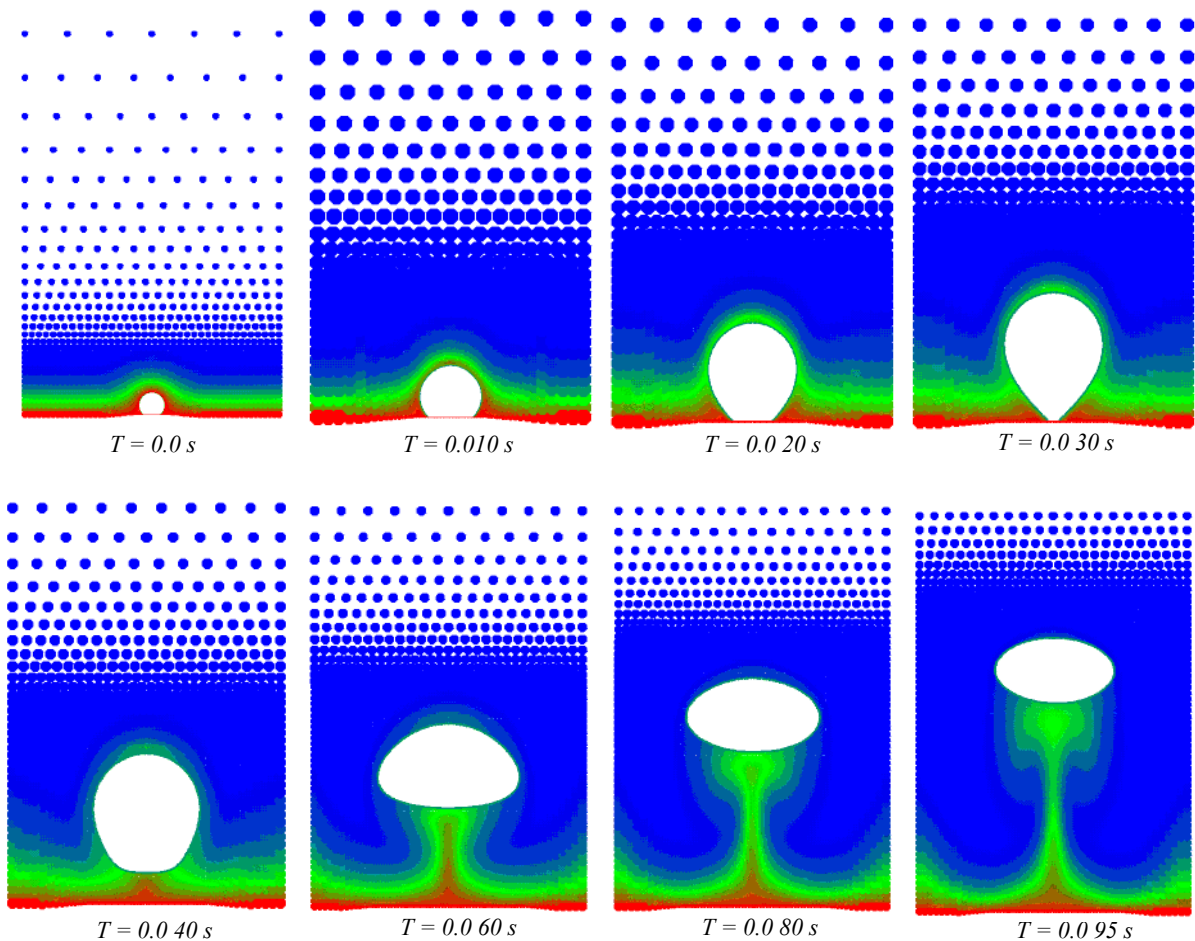 T = 0.0 s
T = 0.010 s
T = 0.0 20 s
T = 0.0 30 s
T = 0.0 40 s
T = 0.0 60 s
T = 0.0 80 s
T = 0.0 95 s